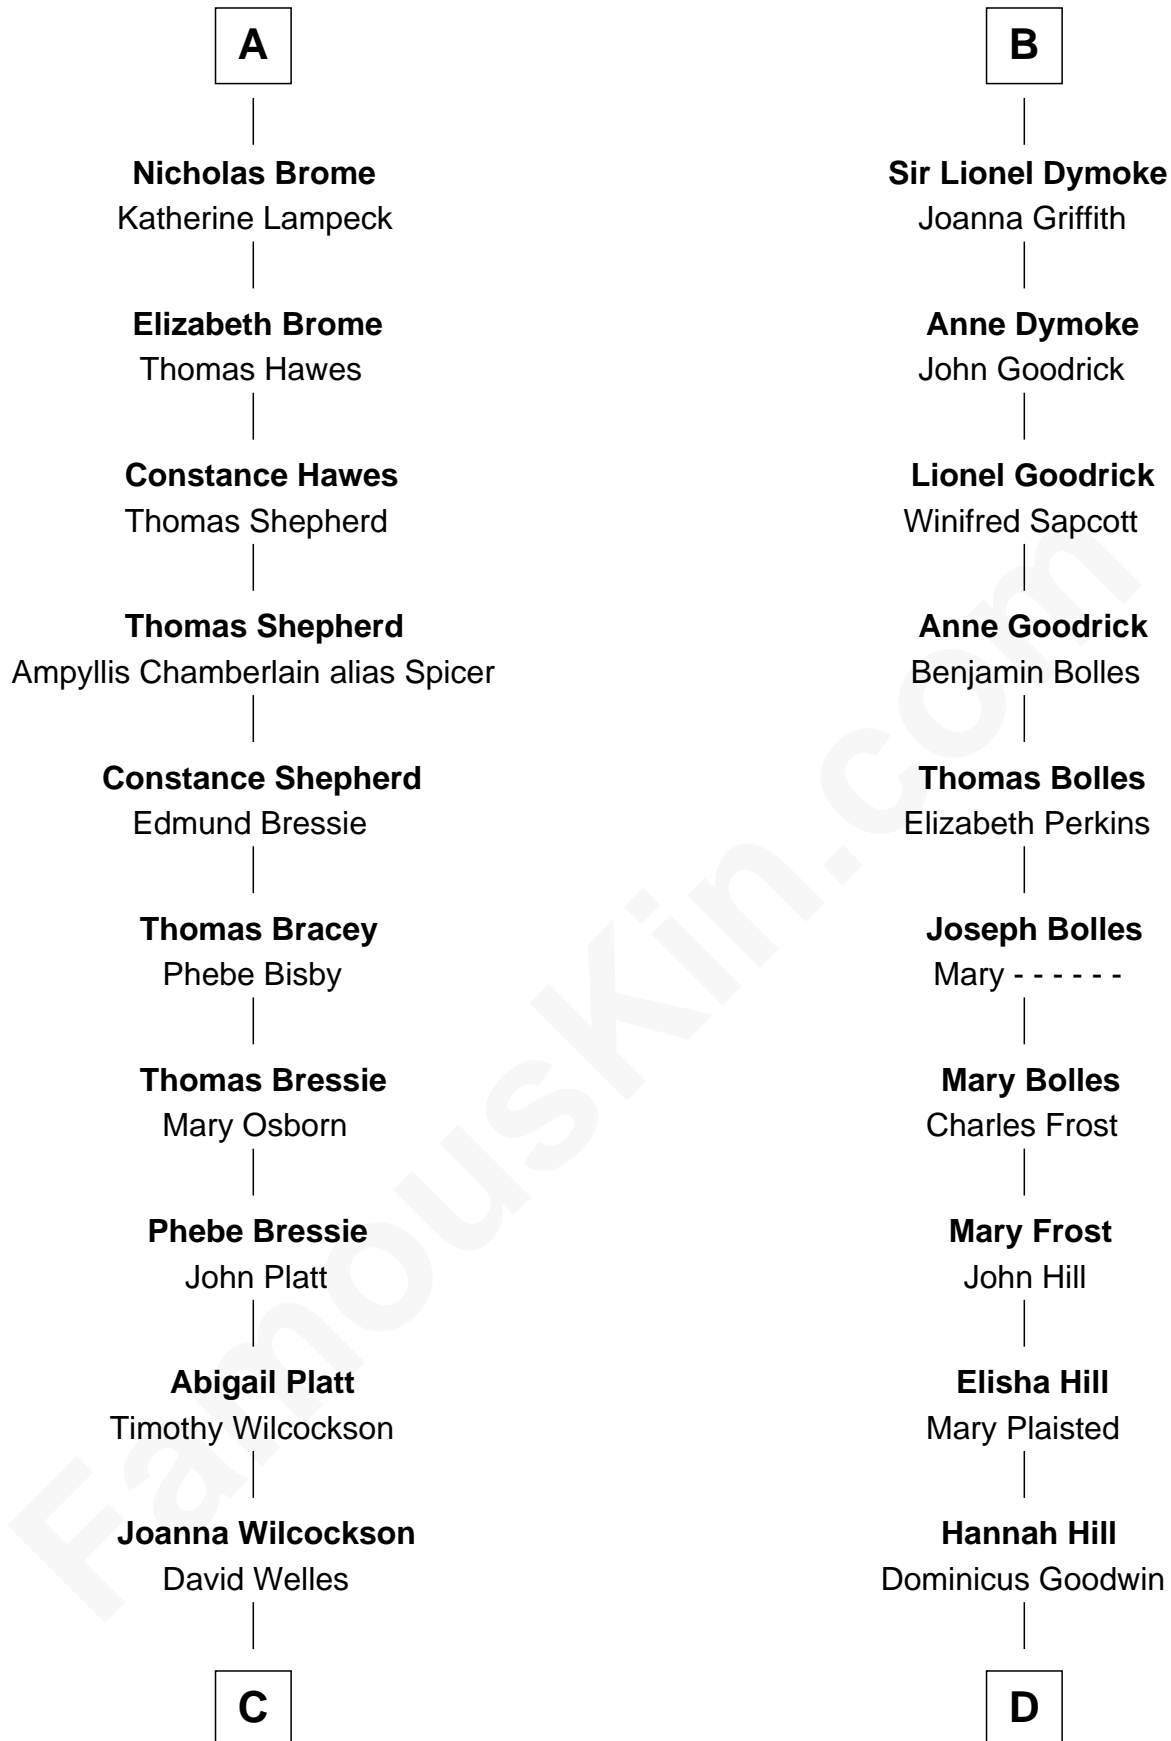 A
Nicholas Brome
Katherine Lampeck
Elizabeth Brome
Thomas Hawes
Constance Hawes
Thomas Shepherd
Thomas Shepherd
Ampyllis Chamberlain alias Spicer
Constance Shepherd
Edmund Bressie
Thomas Bracey
Phebe Bisby
Thomas Bressie
Mary Osborn
Phebe Bressie
John Platt
Abigail Platt
Timothy Wilcockson
Joanna Wilcockson
David Welles
C
B
Sir Lionel Dymoke
Joanna Griffith
Anne Dymoke
John Goodrick
Lionel Goodrick
Winifred Sapcott
Anne Goodrick
Benjamin Bolles
Thomas Bolles
Elizabeth Perkins
Joseph Bolles
Mary - - - - - -
Mary Bolles
Charles Frost
Mary Frost
John Hill
Elisha Hill
Mary Plaisted
Hannah Hill
Dominicus Goodwin
D
FamousKin.com